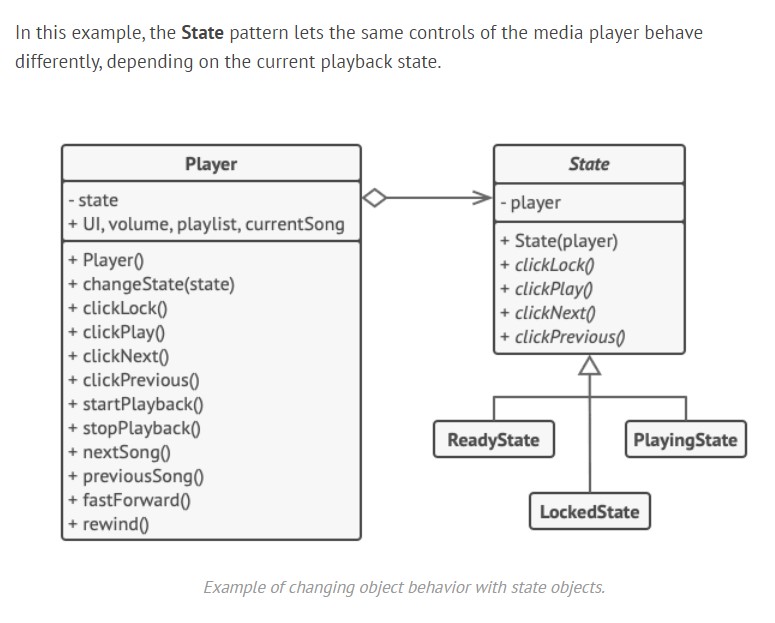 In this example, the State pattern lets the same controls of the media player behave
differently, depending on the current playback state.
Player
- state
+ UI, volume, playlist, currentSong
+ Player()
+ changeState(state)
+ clickLock()
+ clickPlay()
+ clickNext()
+ clickPrevious()
+ startPlayback()
+ stopPlayback()
+ nextSong()
+ previousSong()
+ fastForward()
+ rewind()
State
- player
+ State(player)
+ clickLock()
+ clickPlay()
+ clickNext()
+ clickPrevious()
ReadyState
PlayingState
LockedState
Example of changing object behavior with state objects.